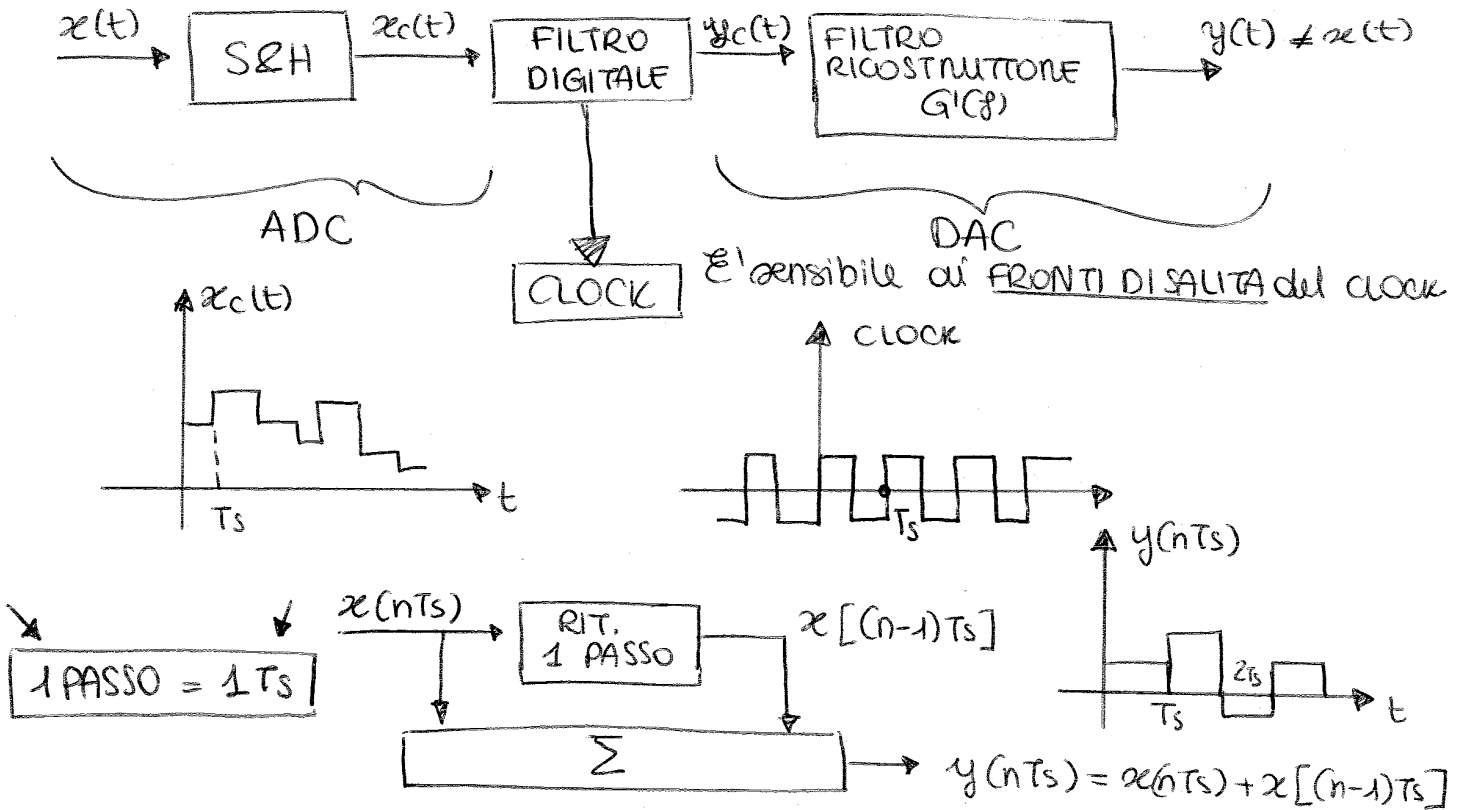 x(t)
S&H
xc(t)
FILTRO
DIGITALE
yc(t)
FILTRO
RICOSTRUTTORE
G'(f)
y(t) ≠ x(t)
ADC
DAC
CLOCK
E' sensibile ai FRONTI DI SALITA del CLOCK
xc(t)
Ts
t
CLOCK
Ts
1 PASSO = 1 Ts
x(nTs)
RIT.
1 PASSO
x[(n-1)Ts]
Σ
y(nTs) = x(nTs) + x[(n-1)Ts]
y(nTs)
Ts
2Ts
t